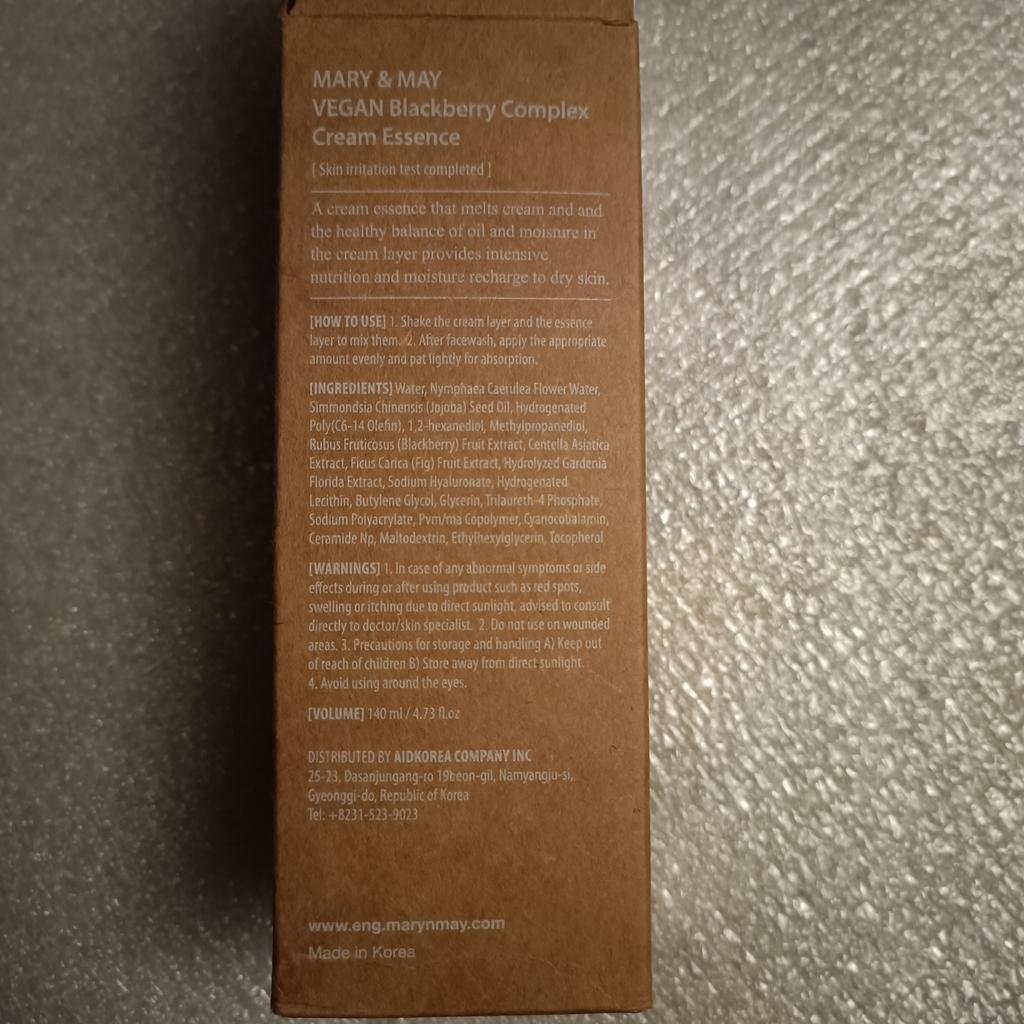 MARY & MAY
VEGAN Blackberry Complex
Cream Essence
[ Skin irritation test completed ]
A cream essence that melts cream and and
the healthy balance of oil and moisture in
the cream layer provides intensive
nutrition and moisture recharge to dry skin.
[HOW TO USE] 1. Shake the cream layer and the essence
layer to mix them. 2. After facewash, apply the appropriate
amount evenly and pat lightly for absorption.
[INGREDIENTS] Water, Nymphaea Caerulea Flower Water,
Simmondsia Chinensis (Jojoba) Seed Oil, Hydrogenated
Poly(C6-14 Olefin), 1,2-hexanediol, Methylpropanediol,
Rubus Fruticosus (Blackberry) Fruit Extract, Centella Asiatica
Extract, Ficus Carica (Fig) Fruit Extract, Hydrolyzed Gardenia
Florida Extract, Sodium Hyaluronate, Hydrogenated
Lecithin, Butylene Glycol, Glycerin, Trilaureth-4 Phosphate,
Sodium Polyacrylate, Pvm/ma Copolymer, Cyanocobalamin,
Ceramide Np, Maltodextrin, Ethylhexylglycerin, Tocopherol
[WARNINGS] 1. In case of any abnormal symptoms or side
effects during or after using product such as red spots,
swelling or itching due to direct sunlight, advised to consult
directly to doctor/skin specialist. 2. Do not use on wounded
areas. 3. Precautions for storage and handling A) Keep out
of reach of children B) Store away from direct sunlight.
4. Avoid using around the eyes.
[VOLUME] 140 ml / 4.73 fl.oz
DISTRIBUTED BY AIDKOREA COMPANY INC
25-23, Dasanjungang-ro 19beon-gil, Namyangju-si,
Gyeonggi-do, Republic of Korea
Tel: +8231-523-9023
www.eng.marynmay.com
Made in Korea